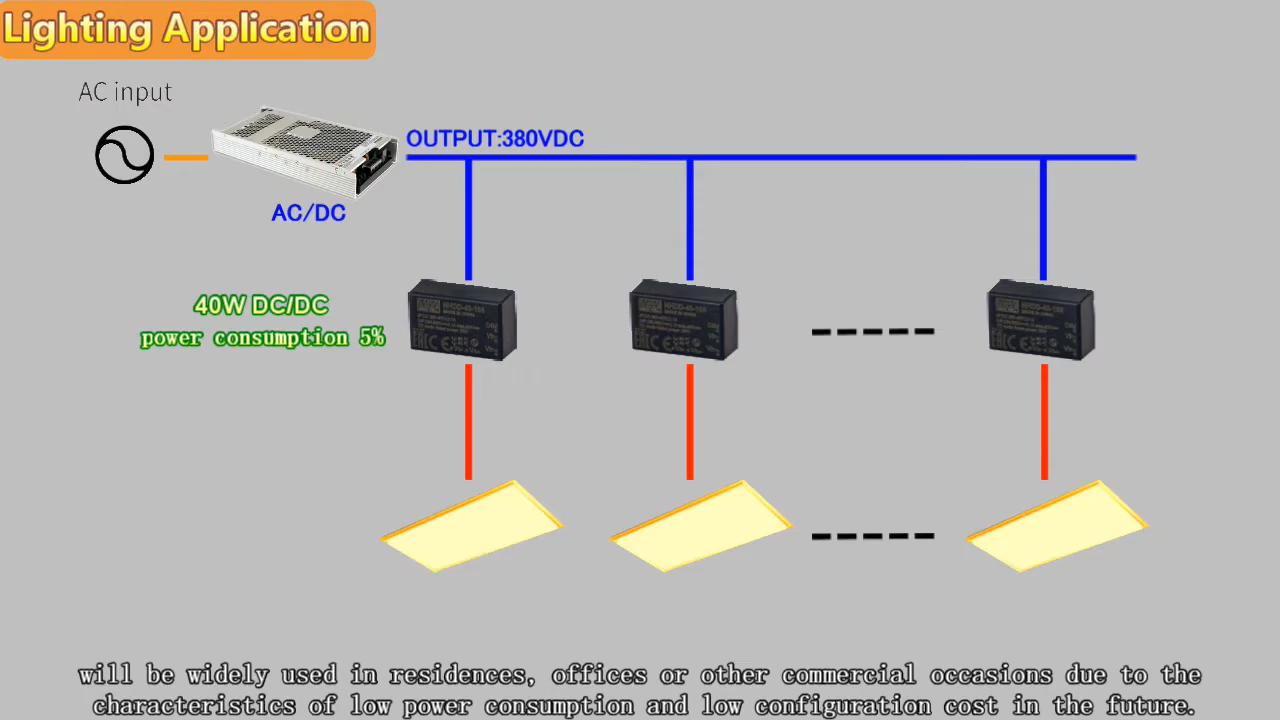 Lighting Application
AC input
OUTPUT:380VDC
AC/DC
40W DC/DC
power consumption 5%
will be widely used in residences, offices or other commercial occasions due to the
characteristics of low power consumption and low configuration cost in the future.